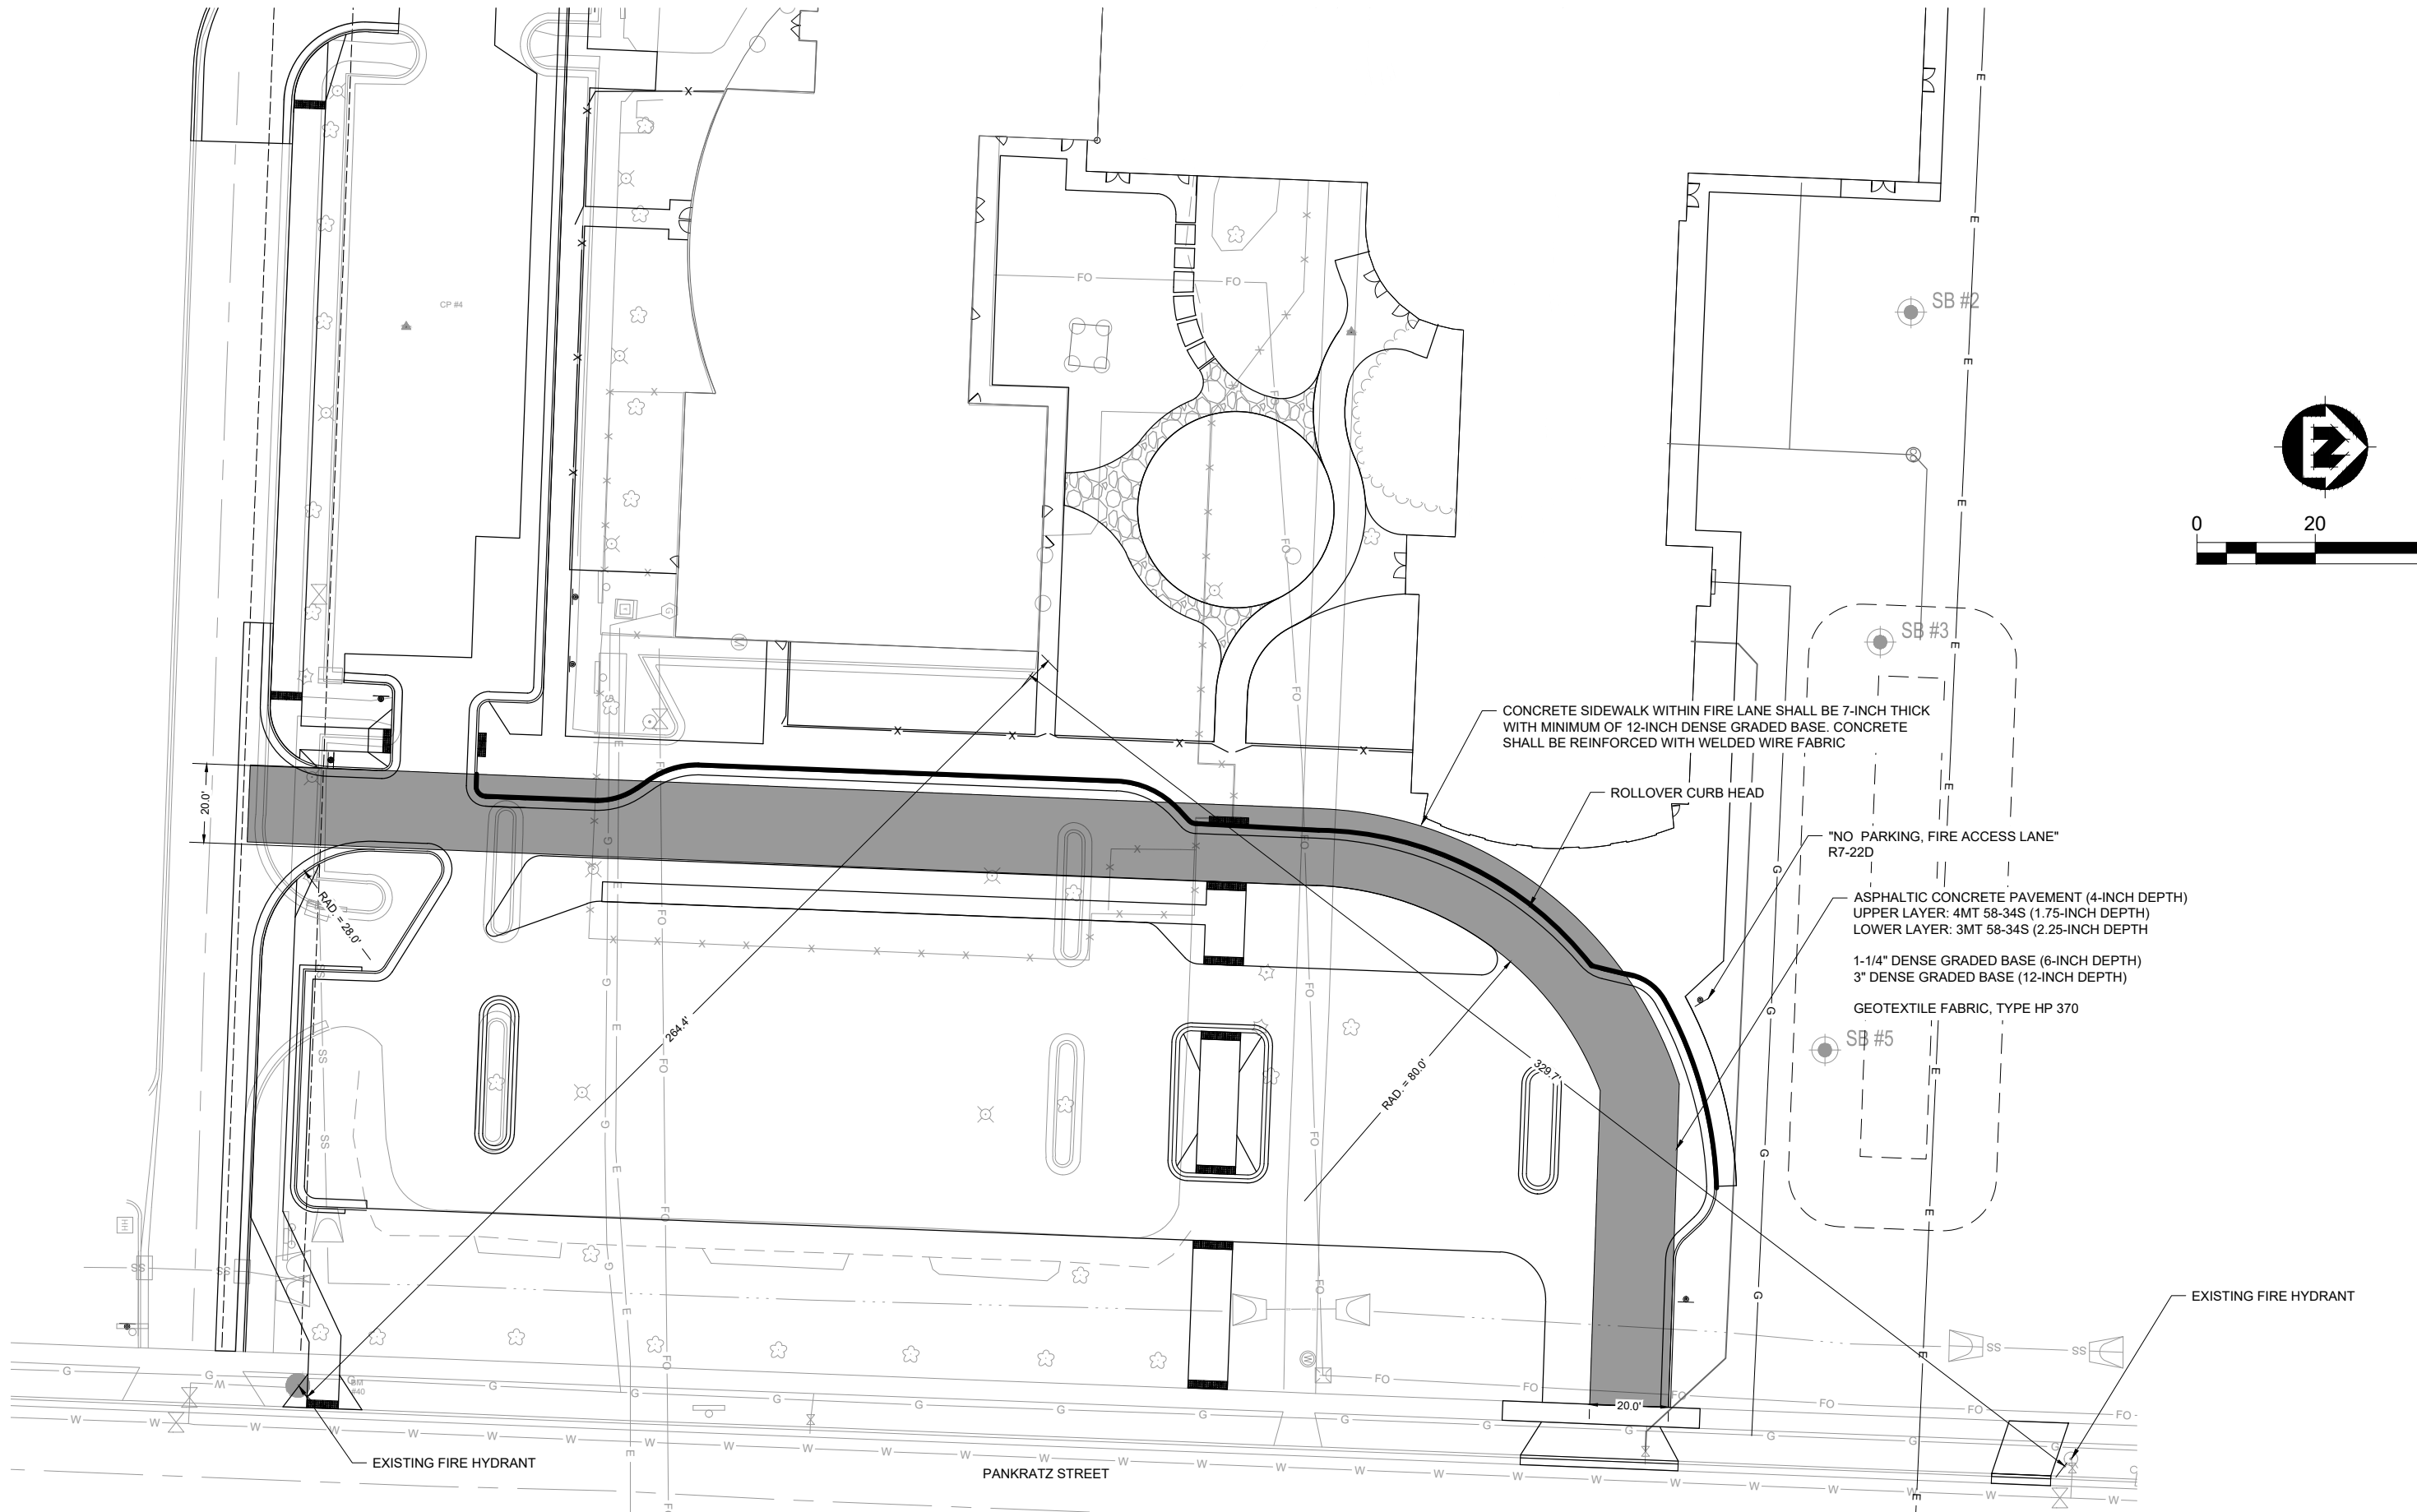 CP #4
SB #2
0 20
SB #3
CONCRETE SIDEWALK WITHIN FIRE LANE SHALL BE 7-INCH THICK
WITH MINIMUM OF 12-INCH DENSE GRADED BASE. CONCRETE
SHALL BE REINFORCED WITH WELDED WIRE FABRIC
ROLLOVER CURB HEAD
"NO PARKING, FIRE ACCESS LANE"
R7-22D
ASPHALTIC CONCRETE PAVEMENT (4-INCH DEPTH)
UPPER LAYER: 4MT 58-34S (1.75-INCH DEPTH)
LOWER LAYER: 3MT 58-34S (2.25-INCH DEPTH
1-1/4" DENSE GRADED BASE (6-INCH DEPTH)
3" DENSE GRADED BASE (12-INCH DEPTH)
GEOTEXTILE FABRIC, TYPE HP 370
SB #5
20.0'
RAD. = 28.0'
264.4'
RAD. = 80.0'
329.7'
EXISTING FIRE HYDRANT
20.0'
BM
#40
EXISTING FIRE HYDRANT
PANKRATZ STREET